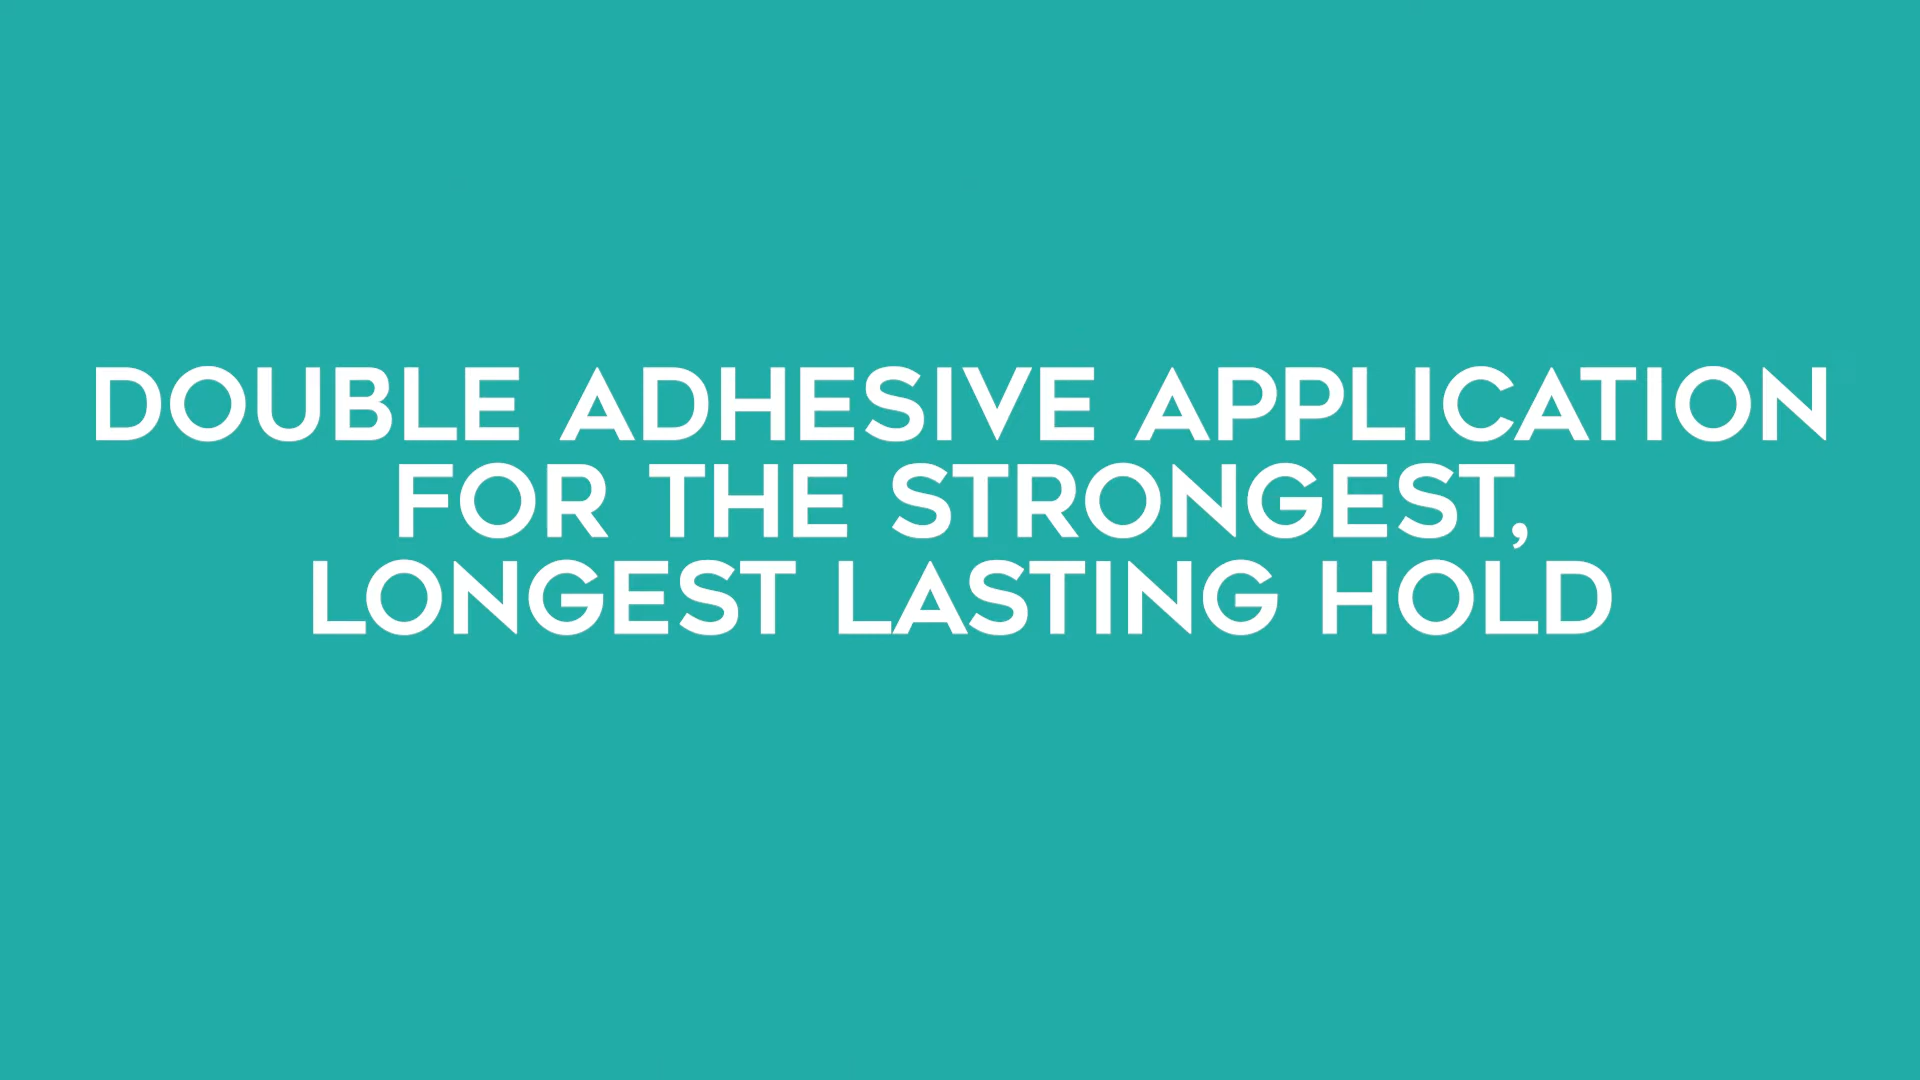 DOUBLE ADHESIVE APPLICATION
FOR THE STRONGEST,
LONGEST LASTING HOLD